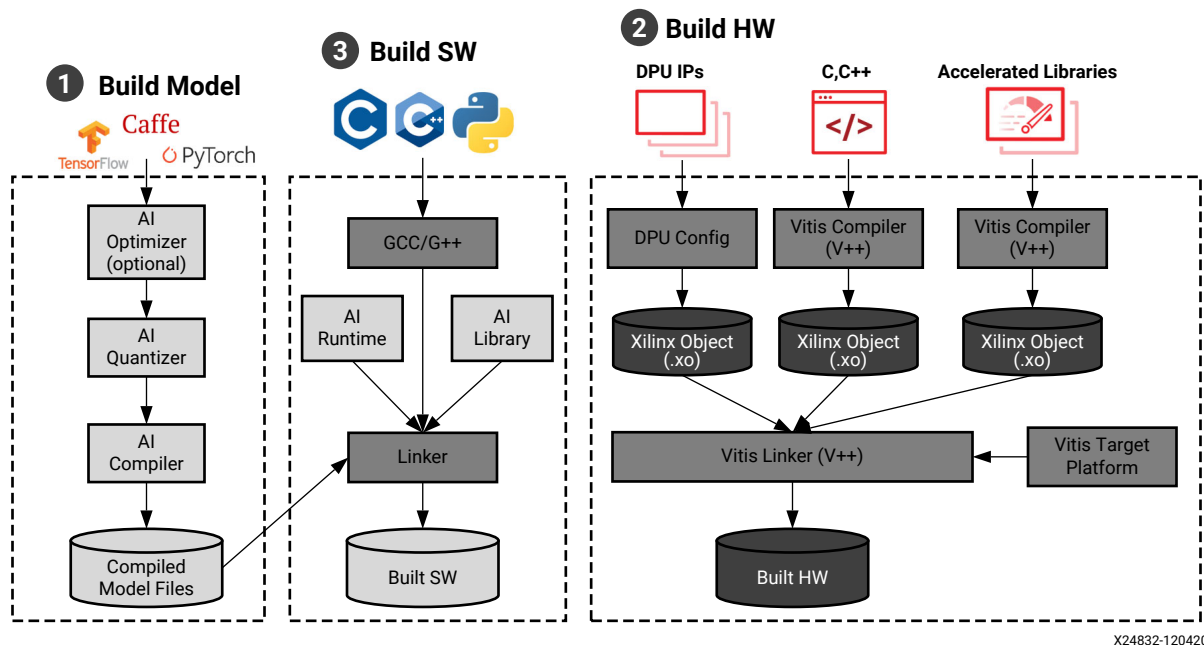 1 Build Model
TensorFlow
Caffe
PyTorch
AI
Optimizer
(optional)
AI
Quantizer
AI
Compiler
Compiled
Model Files
3 Build SW
C
C++
GCC/G++
AI
Runtime
AI
Library
Linker
Built SW
2 Build HW
DPU IPs
C,C++
Accelerated Libraries
</>
DPU Config
Vitis Compiler
(V++)
Vitis Compiler
(V++)
Xilinx Object
(.xo)
Xilinx Object
(.xo)
Xilinx Object
(.xo)
Vitis Linker (V++)
Vitis Target
Platform
Built HW
X24832-120420